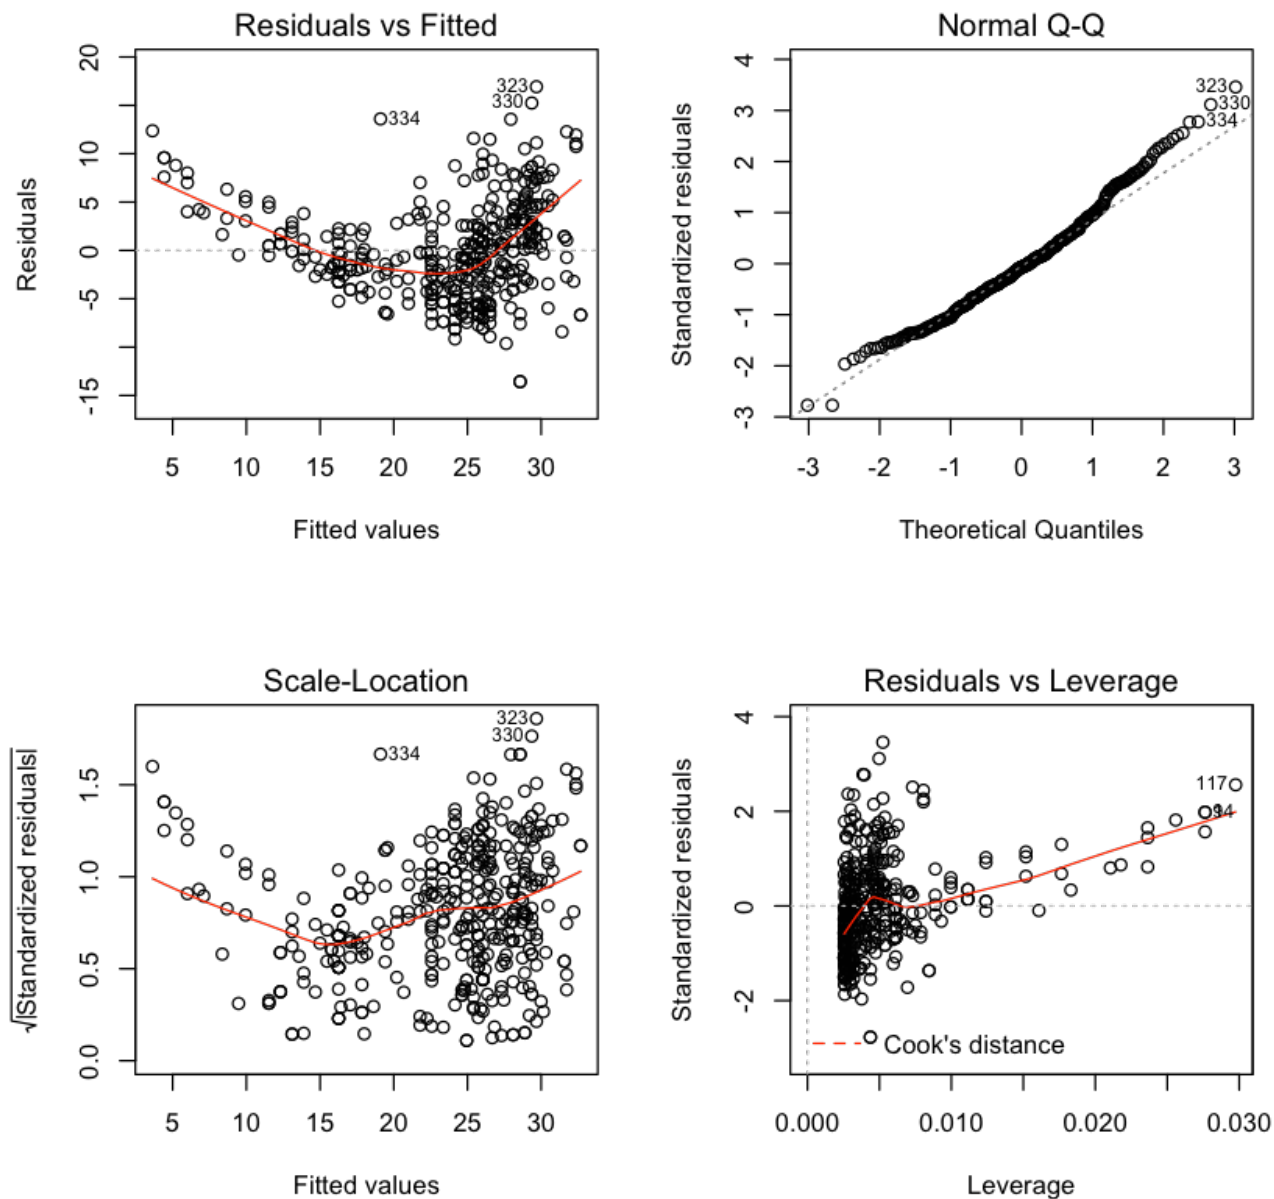 Residuals vs Fitted
Residuals
20
10
5
0
-5
-15
323
330
334
5 10 15 20 25 30
Fitted values
Normal Q-Q
Standardized residuals
4
3
2
1
0
-1
-2
-3
323
330
334
-3 -2 -1 0 1 2 3
Theoretical Quantiles
Scale-Location
√|Standardized residuals|
1.5
1.0
0.5
0.0
323
330
334
5 10 15 20 25 30
Fitted values
Residuals vs Leverage
Standardized residuals
4
2
0
-2
117
94
Cook's distance
0.000 0.010 0.020 0.030
Leverage